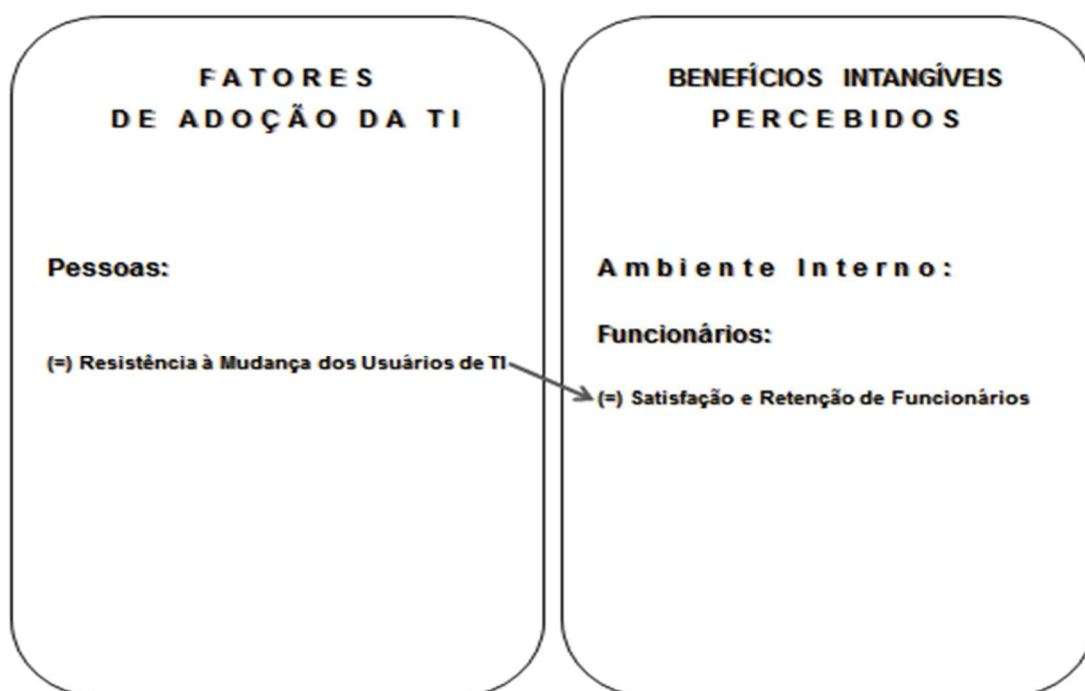 FATORES
DE ADOÇÃO DA TI
Pessoas:
(=) Resistência à Mudança dos Usuários de TI
BENEFÍCIOS INTANGÍVEIS
PERCEBIDOS
Ambiente Interno:
Funcionários:
(=) Satisfação e Retenção de Funcionários